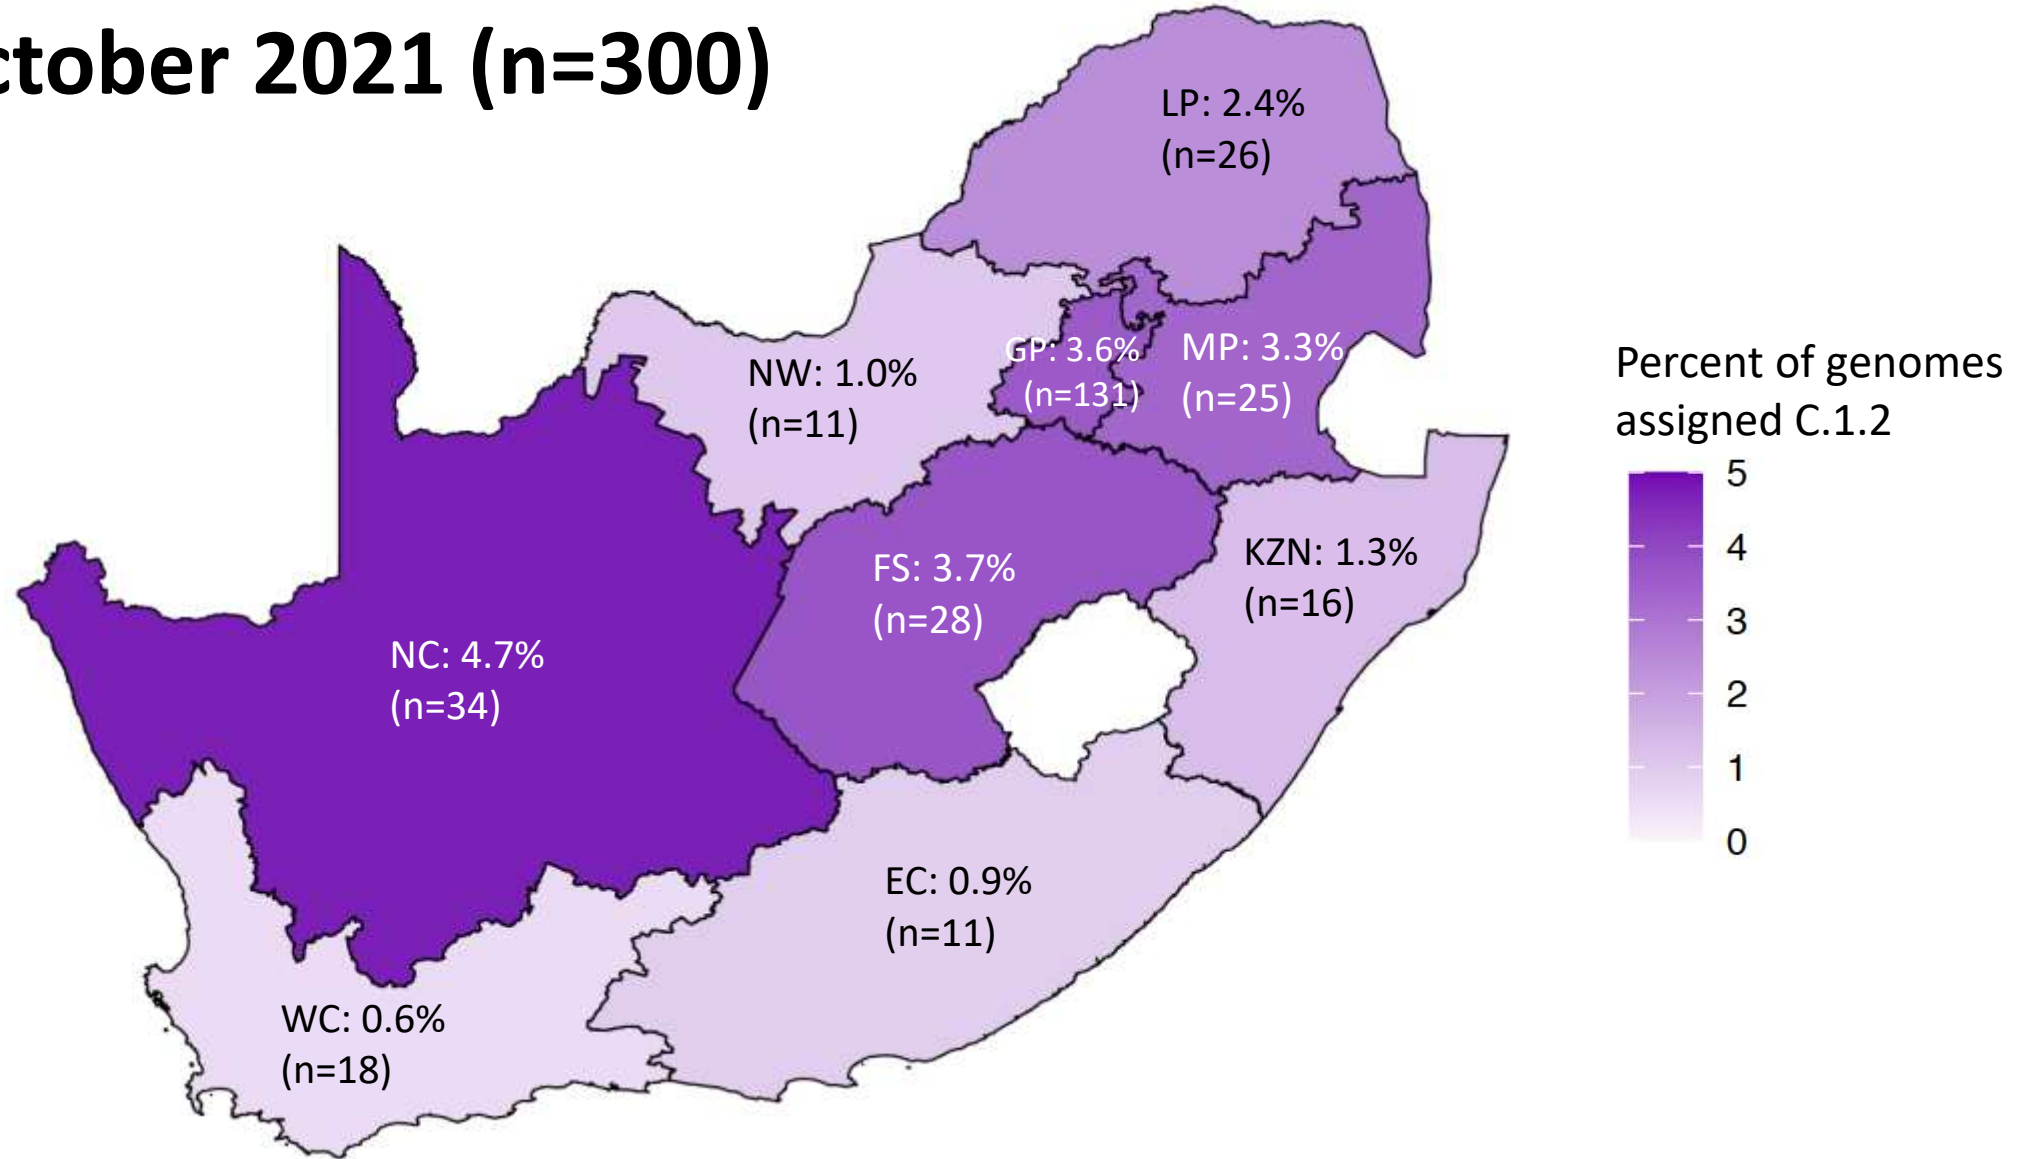 ctober 2021 (n=300)
LP: 2.4%
(n=26)
NW: 1.0%
(n=11)
GP: 3.6%
(n=131)
MP: 3.3%
(n=25)
Percent of genomes
assigned C.1.2
5
4
3
2
1
0
FS: 3.7%
(n=28)
KZN: 1.3%
(n=16)
NC: 4.7%
(n=34)
EC: 0.9%
(n=11)
WC: 0.6%
(n=18)